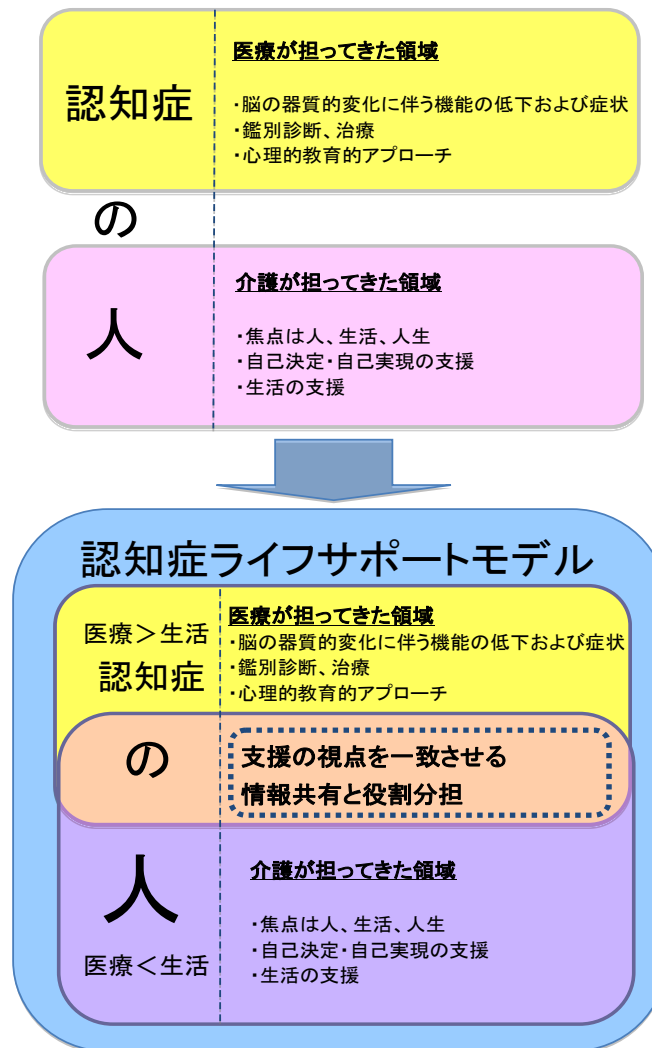 認知症
医療が担ってきた領域
・脳の器質的変化に伴う機能の低下および症状
・鑑別診断、治療
・心理的教育的アプローチ
の
人
介護が担ってきた領域
・焦点は人、生活、人生
・自己決定・自己実現の支援
・生活の支援
認知症ライフサポートモデル
医療＞生活
認知症
医療が担ってきた領域
・脳の器質的変化に伴う機能の低下および症状
・鑑別診断、治療
・心理的教育的アプローチ
の
支援の視点を一致させる
情報共有と役割分担
人
医療＜生活
介護が担ってきた領域
・焦点は人、生活、人生
・自己決定・自己実現の支援
・生活の支援